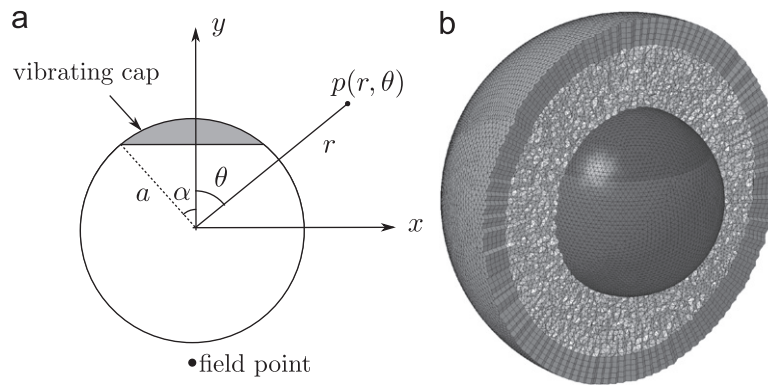 a
y
vibrating cap
p(r, θ)
r
θ
α
a
x
field point
b